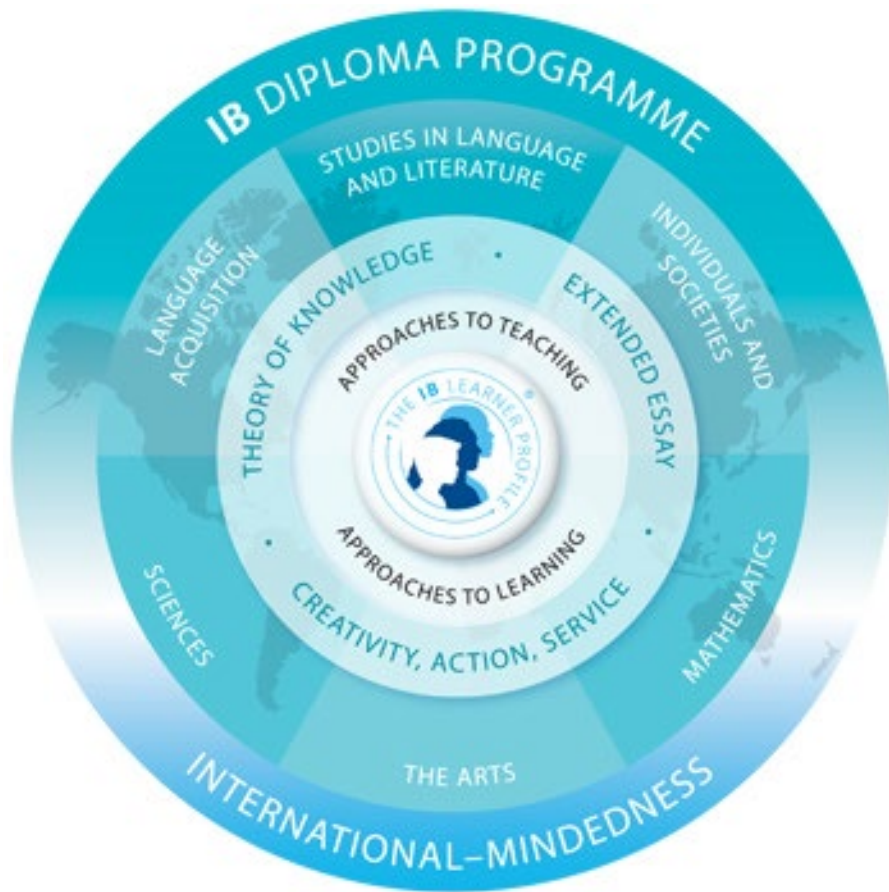 IB DIPLOMA PROGRAMME
STUDIES IN LANGUAGE
AND LITERATURE
LANGUAGE
ACQUISITION
INDIVIDUALS AND
SOCIETIES
THEORY OF KNOWLEDGE
·
EXTENDED ESSAY
APPROACHES TO TEACHING
THE IB LEARNER PROFILE®
APPROACHES TO LEARNING
·
CREATIVITY, ACTION, SERVICE
·
SCIENCES
MATHEMATICS
THE ARTS
INTERNATIONAL–MINDEDNESS